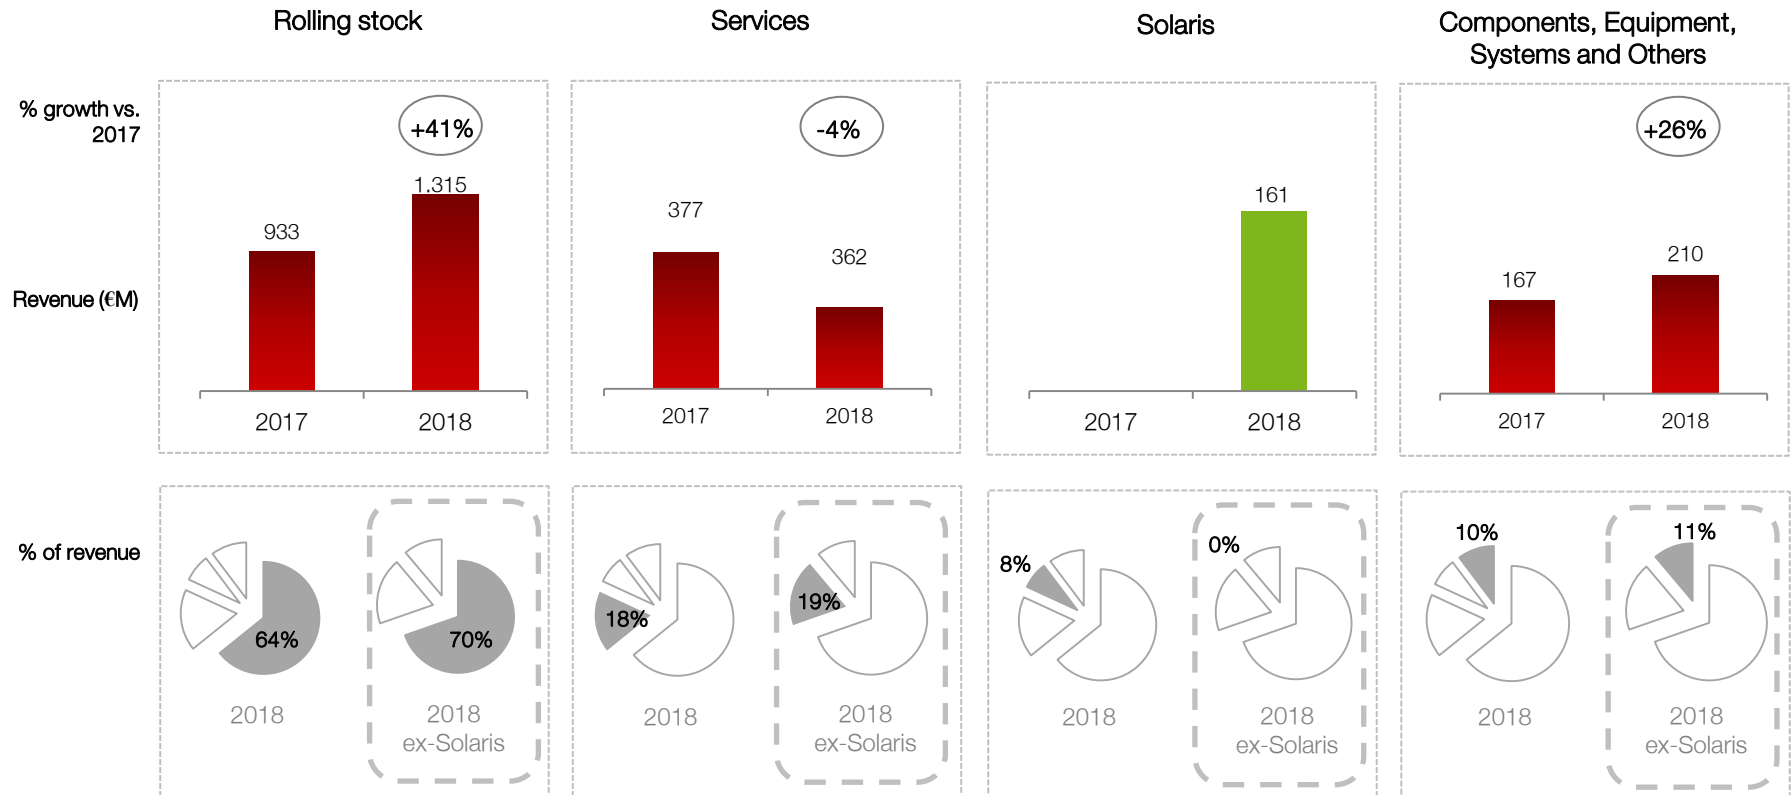 Rolling stock
Services
Solaris
Components, Equipment,
Systems and Others
% growth vs.
2017
+41%
-4%
+26%
Revenue (€M)
933
1.315
2017
2018
377
362
2017
2018
161
2017
2018
167
210
2017
2018
% of revenue
64%
2018
70%
2018
ex-Solaris
18%
2018
19%
2018
ex-Solaris
8%
2018
0%
2018
ex-Solaris
10%
2018
11%
2018
ex-Solaris